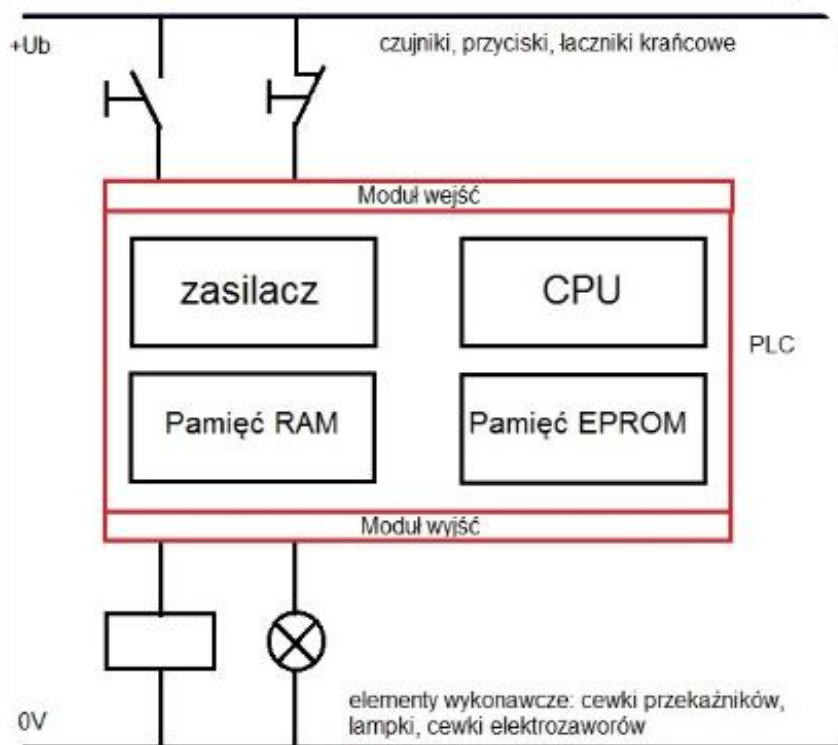 +Ub
czujniki, przyciski, łaczniki krańcowe
Moduł wejść
zasilacz
CPU
PLC
Pamięć RAM
Pamięć EPROM
Moduł wyjść
elementy wykonawcze: cewki przekaźników,
0V
lampki, cewki elektrozaworów